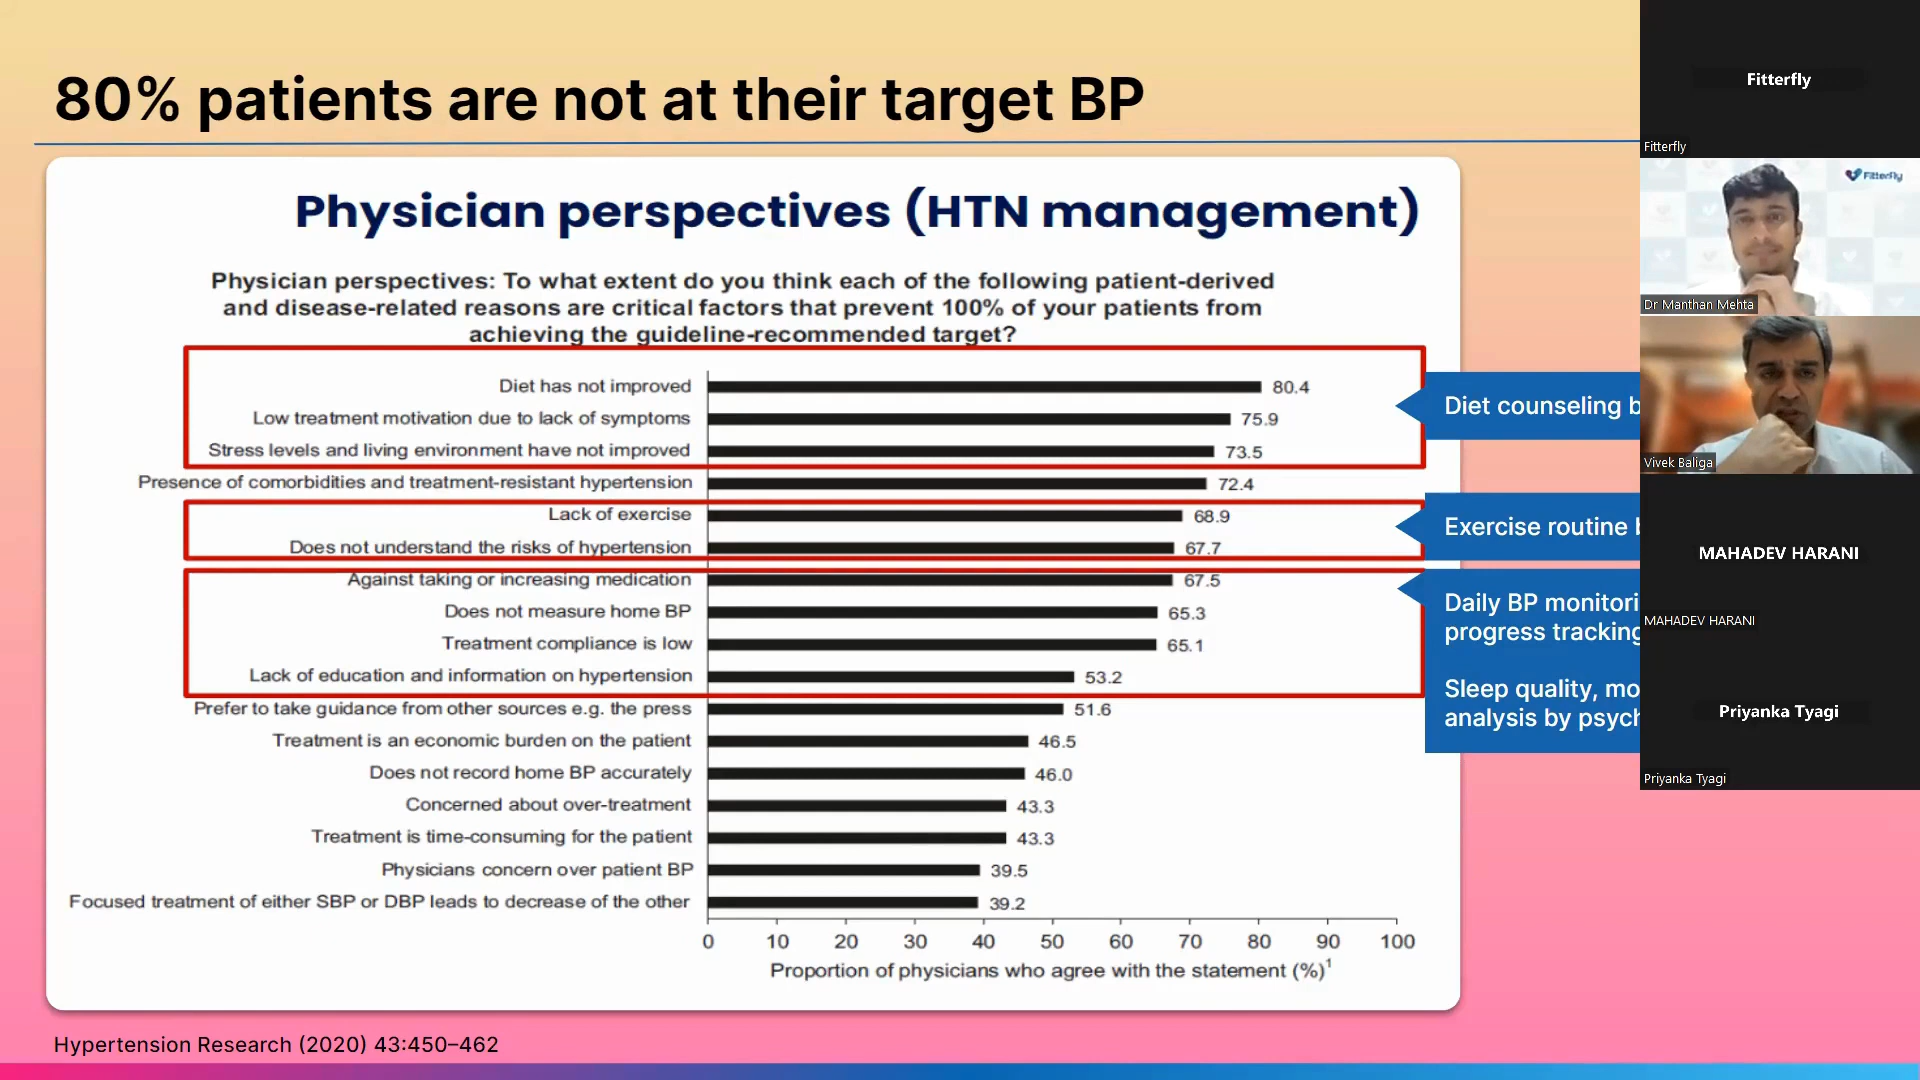 80% patients are not at their target BP
Physician perspectives (HTN management)
Physician perspectives: To what extent do you think each of the following patient-derived
and disease-related reasons are critical factors that prevent 100% of your patients from
achieving the guideline-recommended target?
Diet has not improved 80.4
Low treatment motivation due to lack of symptoms 75.9
Stress levels and living environment have not improved 73.5
Presence of comorbidities and treatment-resistant hypertension 72.4
Lack of exercise 68.9
Does not understand the risks of hypertension 67.7
Against taking or increasing medication 67.5
Does not measure home BP 65.3
Treatment compliance is low 65.1
Lack of education and information on hypertension 53.2
Prefer to take guidance from other sources e.g. the press 51.6
Treatment is an economic burden on the patient 46.5
Does not record home BP accurately 46.0
Concerned about over-treatment 43.3
Treatment is time-consuming for the patient 43.3
Physicians concern over patient BP 39.5
Focused treatment of either SBP or DBP leads to decrease of the other 39.2
0 10 20 30 40 50 60 70 80 90 100
Proportion of physicians who agree with the statement (%)1
Diet counseling
Exercise routine
Daily BP
progress tracking
Sleep quality,
analysis by
Hypertension Research (2020) 43:450–462
Fitterfly
Fitterfly
Fitterfly
Dr Manthan Mehta
Vivek Baliga
MAHADEV HARANI
MAHADEV HARANI
Priyanka Tyagi
Priyanka Tyagi